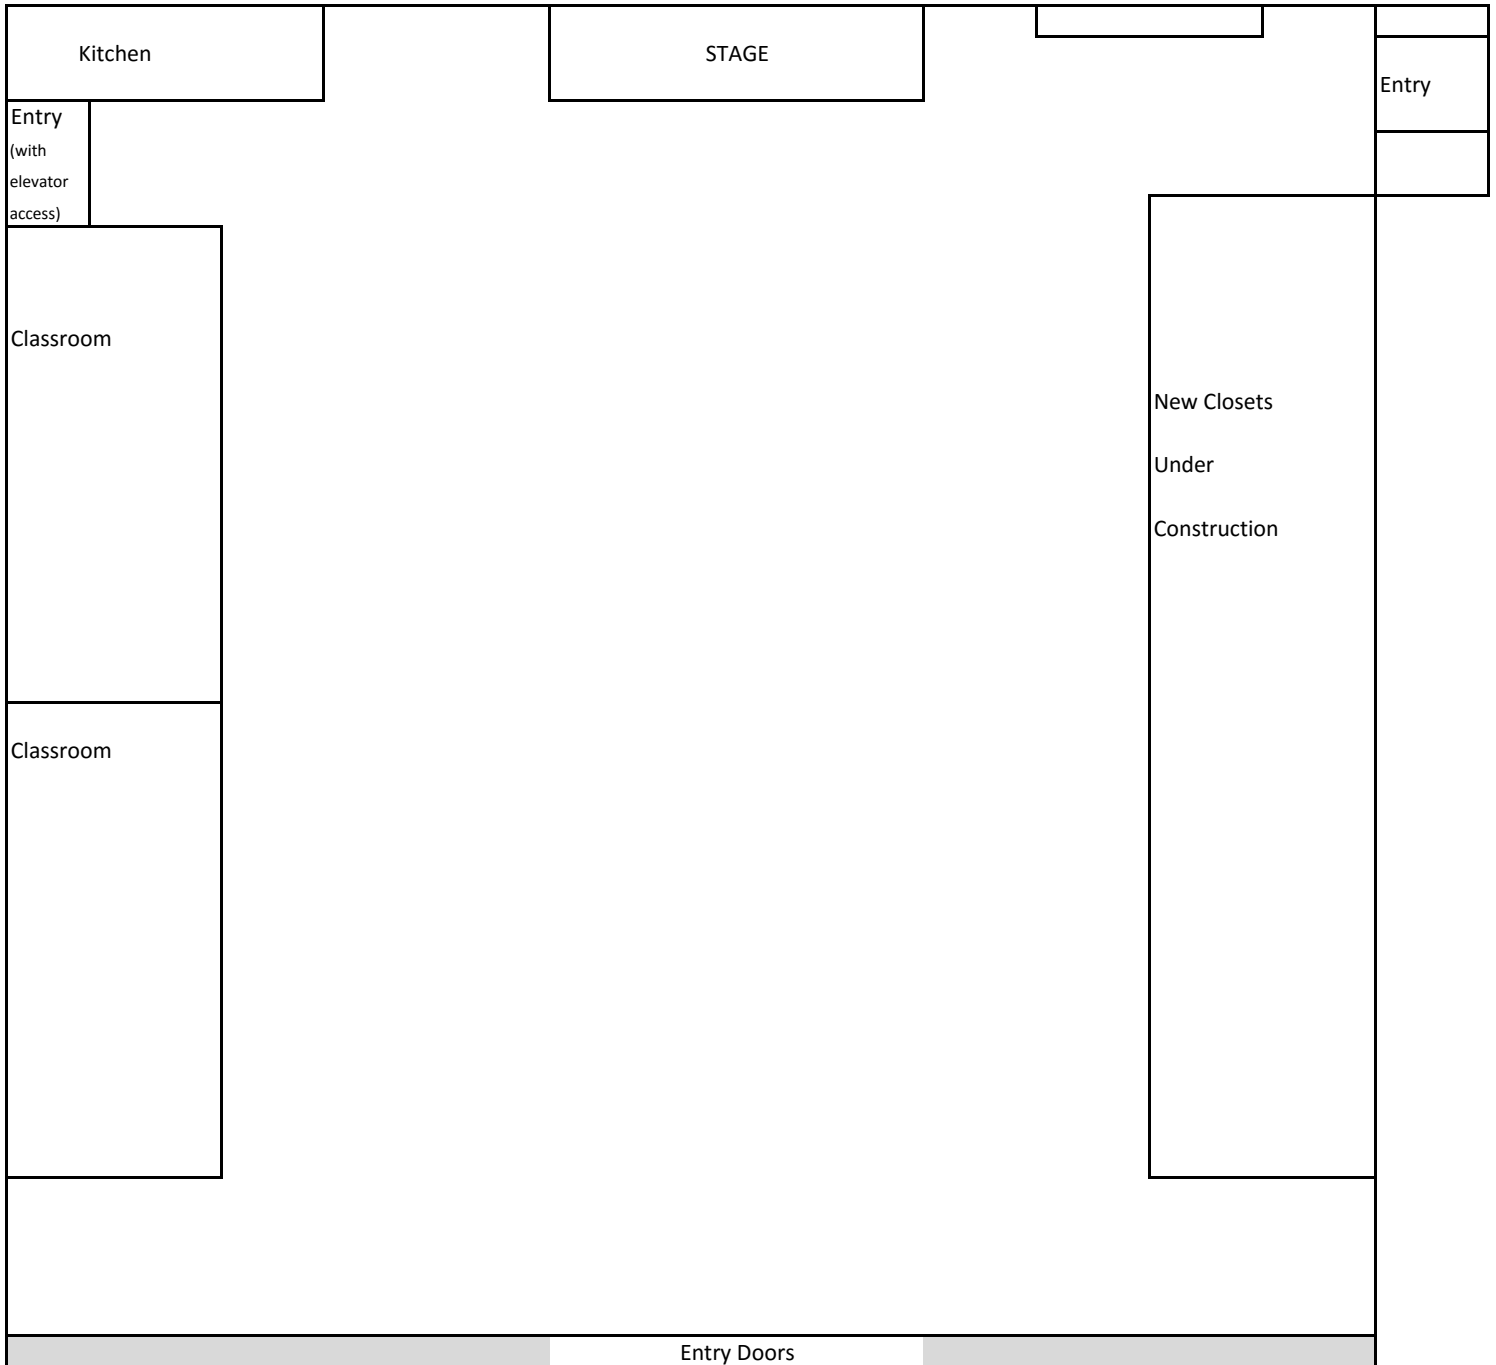 Kitchen
STAGE
Entry
Entry
(with
elevator
access)
Classroom
New Closets
Under
Construction
Classroom
Entry Doors